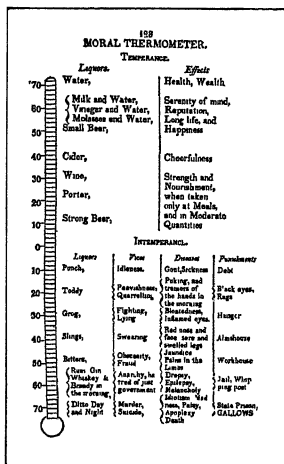 123
MORAL THERMOMETER.
TEMPERANCE.
Liquors. Effects
70 Water, Health, Wealth
60 Milk and Water, Serenity of mind,
Vinegar and Water, Reputation,
Molasses and Water, Long life, and
50 Small Beer, Happiness
40 Cider, Cheerfulness
30 Wine, Strength and
Nourishment,
20 Porter, when taken
only at Meals,
10 Strong Beer, and in Moderate
Quantities
0
INTEMPERANCE.
Liquors Vices Diseases Punishments
10 Punch, Idleness. Gout, Sickness Debt
20 Toddy Peevishness, Quarreling, Puking, and tremors of the hands in the morning Black eyes, Rags
30 Grog, Fighting, Lying Bloatedness, Inflamed eyes. Hunger
40 Slings, Swearing Red nose and face sore and swelled legs Almshouse
50 Bitters, Obscenity, Fraud Jaundice Pains in the Limbs Workhouse
60 Rum Gin Whiskey & Brandy in the morning, Anarchy, hatred of just government Dropsy, Epilepsy, Melancholy Jail, Whipping post
70 Ditto Day and Night Murder, Suicide, Madness, Palsy, Apoplexy Death State Prison, GALLOWS